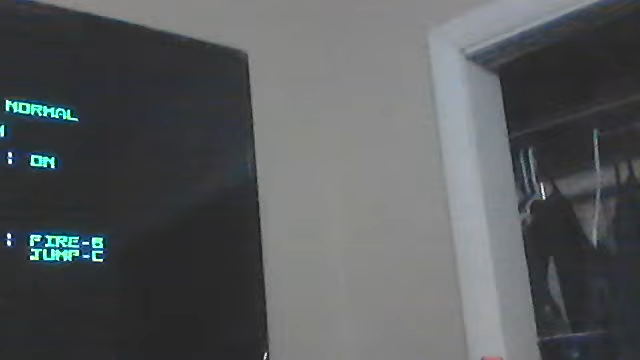 NORMAL
: ON
: FIRE-B
JUMP-C